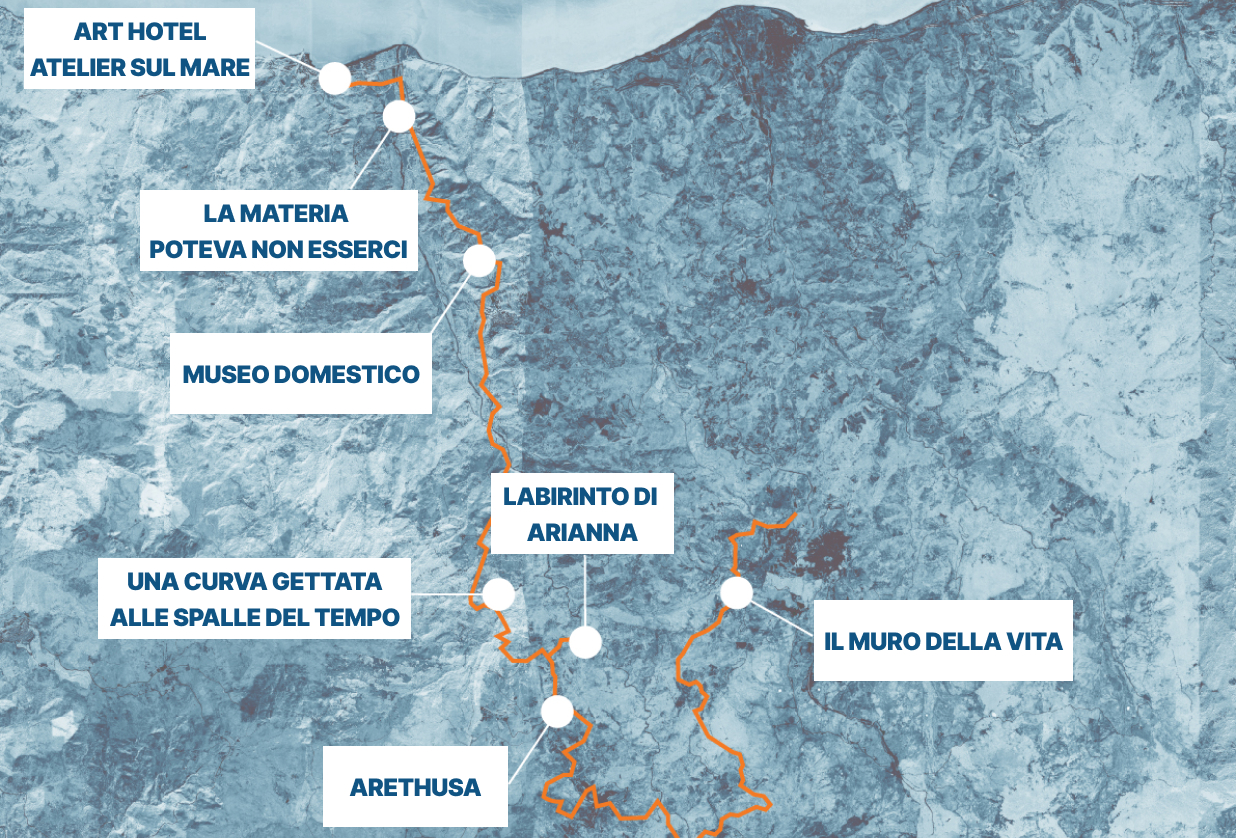 ART HOTEL
ATELIER SUL MARE
LA MATERIA
POTEVA NON ESSERCI
MUSEO DOMESTICO
LABIRINTO DI
ARIANNA
UNA CURVA GETTATA
ALLE SPALLE DEL TEMPO
IL MURO DELLA VITA
ARETHUSA